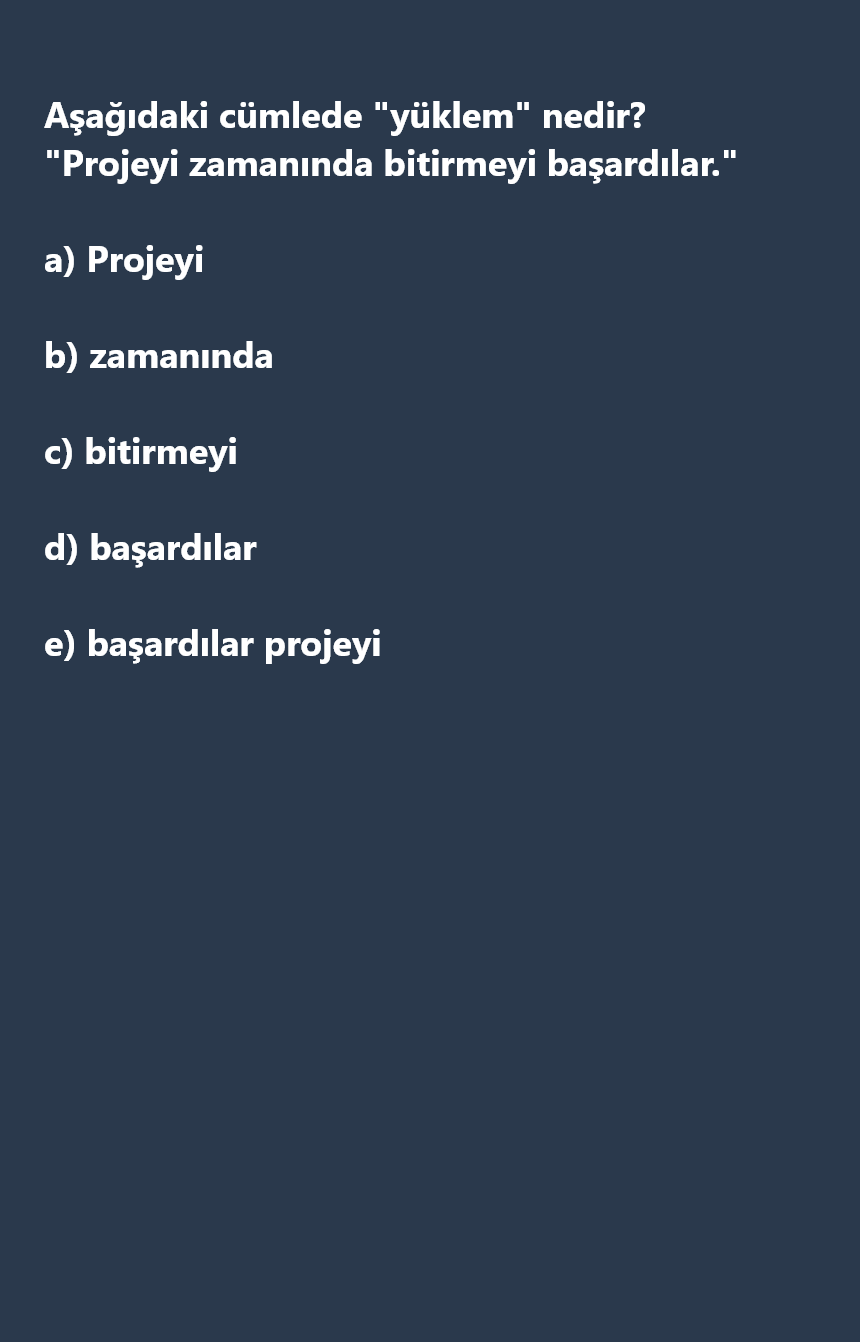 Aşağıdaki cümlede "yüklem" nedir?
"Projeyi zamanında bitirmeyi başardılar."
a) Projeyi
b) zamanında
c) bitirmeyi
d) başardılar
e) başardılar projeyi